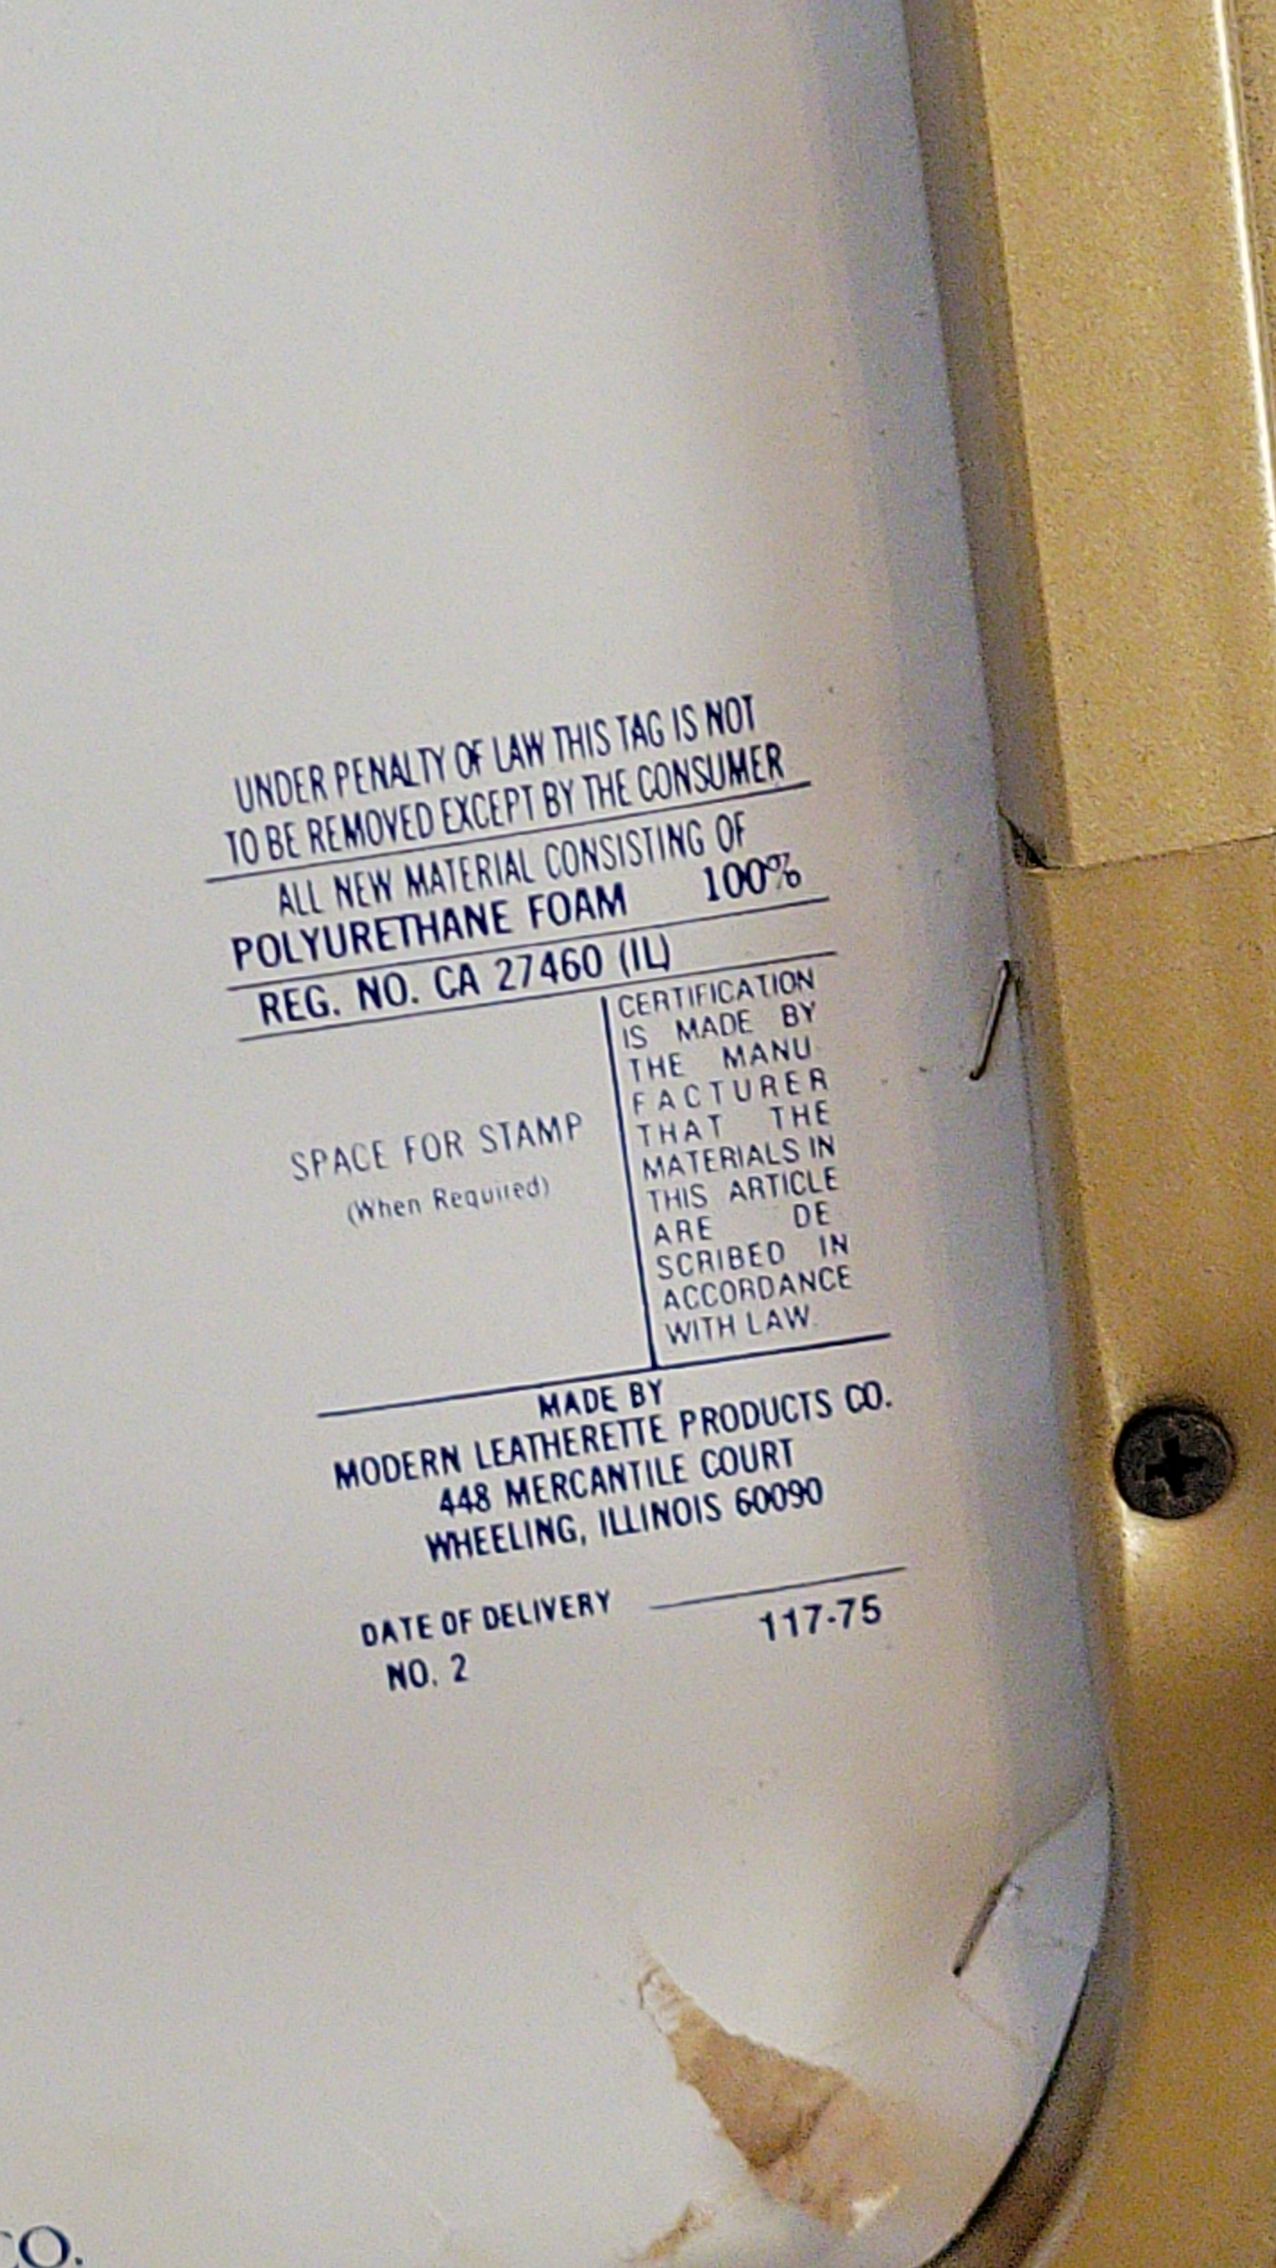 UNDER PENALTY OF LAW THIS TAG IS NOT
TO BE REMOVED EXCEPT BY THE CONSUMER
ALL NEW MATERIAL CONSISTING OF
POLYURETHANE FOAM 100%
REG. NO. CA 27460 (IL)
SPACE FOR STAMP
(When Required)
CERTIFICATION
IS MADE BY
THE MANU-
FACTURER
THAT THE
MATERIALS IN
THIS ARTICLE
ARE DE-
SCRIBED IN
ACCORDANCE
WITH LAW.
MADE BY
MODERN LEATHERETTE PRODUCTS CO.
448 MERCANTILE COURT
WHEELING, ILLINOIS 60090
DATE OF DELIVERY
117-75
NO. 2
CO.